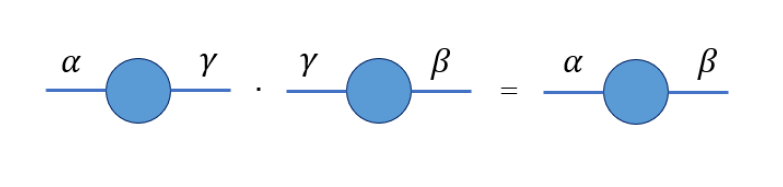 α γ · γ β = α β